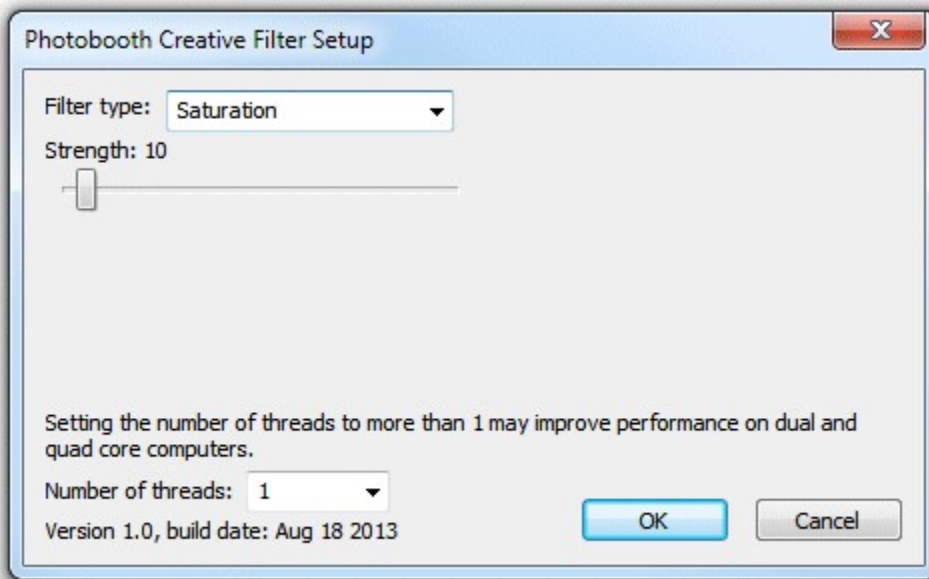 Photobooth Creative Filter Setup
Filter type: Saturation
Strength: 10
Setting the number of threads to more than 1 may improve performance on dual and
quad core computers.
Number of threads: 1
Version 1.0, build date: Aug 18 2013
OK Cancel